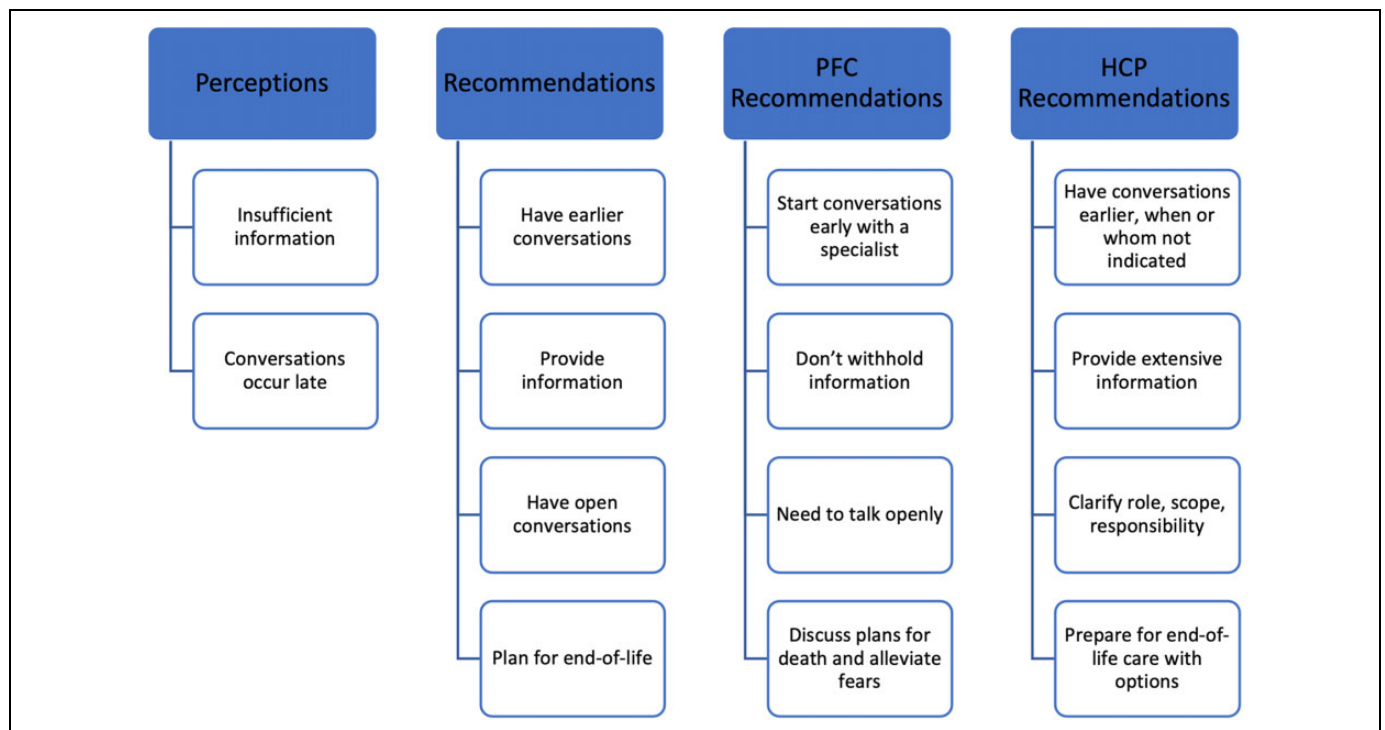 Perceptions
Insufficient
information
Conversations
occur late
Recommendations
Have earlier
conversations
Provide
information
Have open
conversations
Plan for end-of-life
PFC
Recommendations
Start conversations
early with a
specialist
Don’t withhold
information
Need to talk openly
Discuss plans for
death and alleviate
fears
HCP
Recommendations
Have conversations
earlier, when or
whom not
indicated
Provide extensive
information
Clarify role, scope,
responsibility
Prepare for end-of-
life care with
options